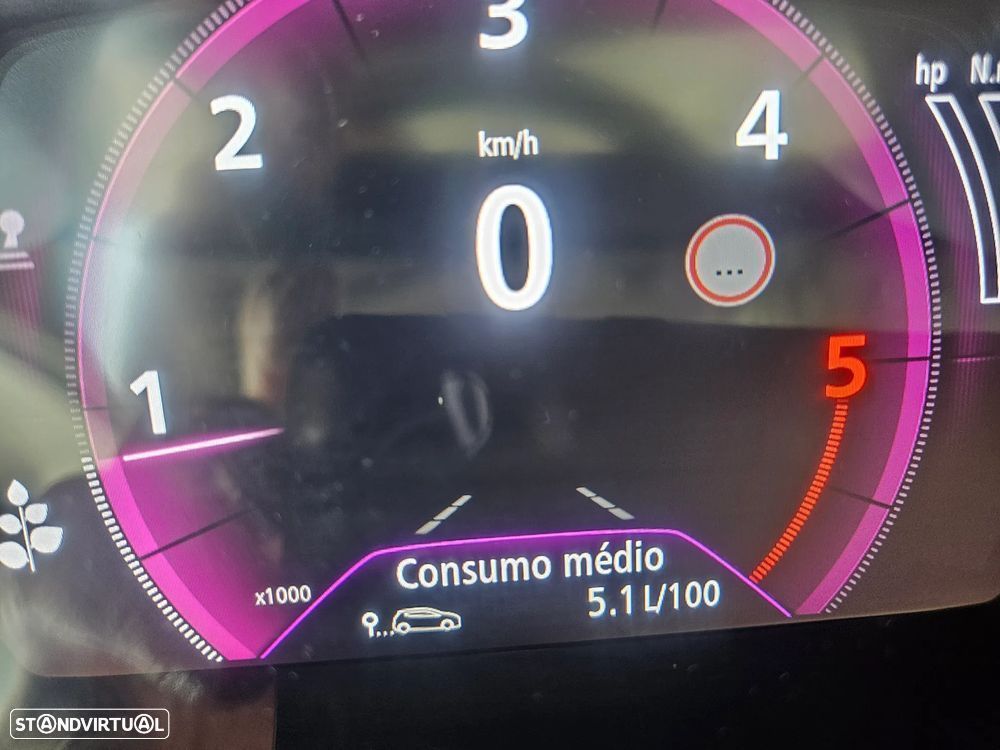 3
hp
2
4
km/h
0
...
5
1
Consumo médio
x1000
5.1 L/100
STANDVIRTUAL